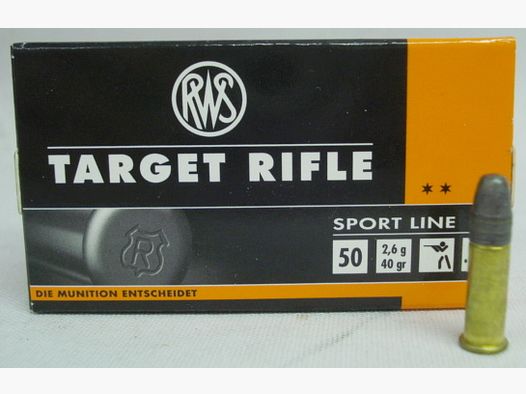 RWS
TARGET RIFLE
**
SPORT LINE
50
2,6 g
40 gr
R
DIE MUNITION ENTSCHEIDET